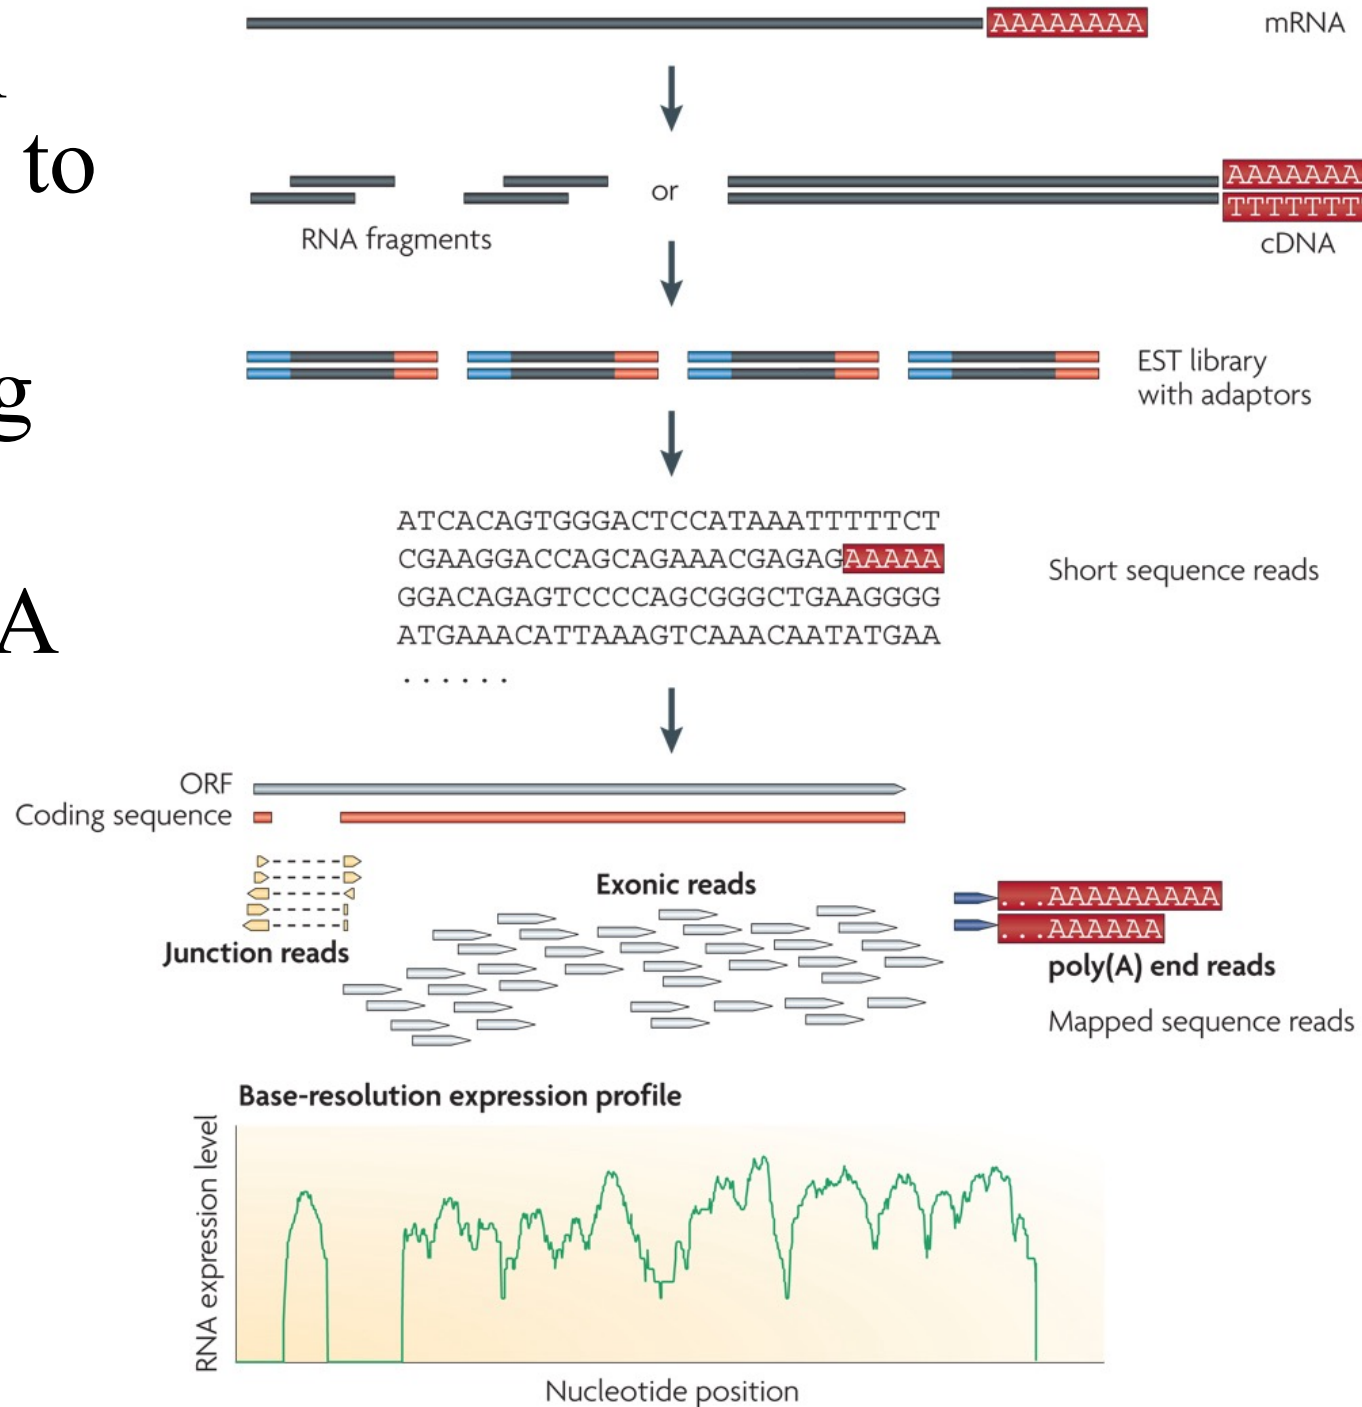 AAAAAAAA mRNA
to
AAAAAAA
or
TTTTTTT
RNA fragments
cDNA
EST library
with adaptors
g
ATCACAGTGGGACTCCATAAATTTTTCT
CGAAGGACCAGCAGAAACGAGAGAAAAA
Short sequence reads
GGACAGAGTCCCCAGCGGGCTGAAGGGG
A
ATGAAACATTAAAGTCAAACAATATGAA
......
ORF
Coding sequence
Exonic reads
...AAAAAAAAA
...AAAAAA
Junction reads
poly(A) end reads
Mapped sequence reads
Base-resolution expression profile
RNA expression level
Nucleotide position